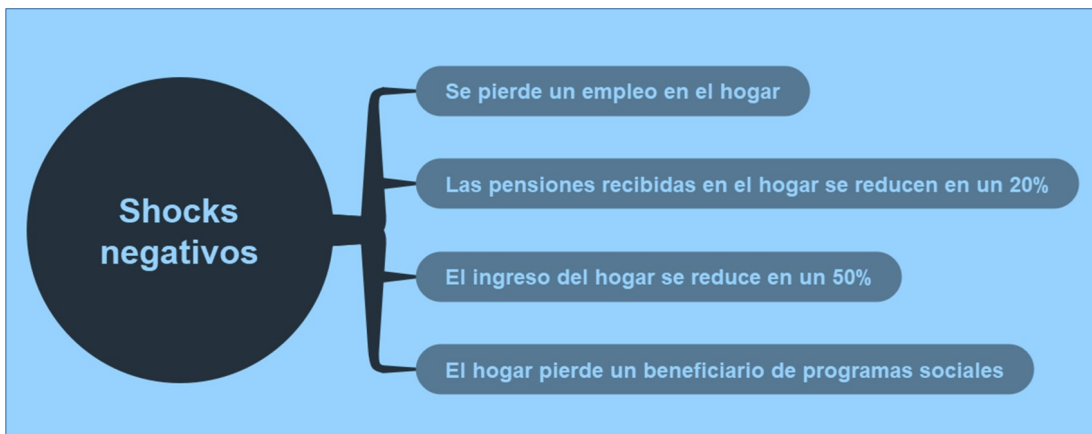 Shocks
negativos
Se pierde un empleo en el hogar
Las pensiones recibidas en el hogar se reducen en un 20%
El ingreso del hogar se reduce en un 50%
El hogar pierde un beneficiario de programas sociales